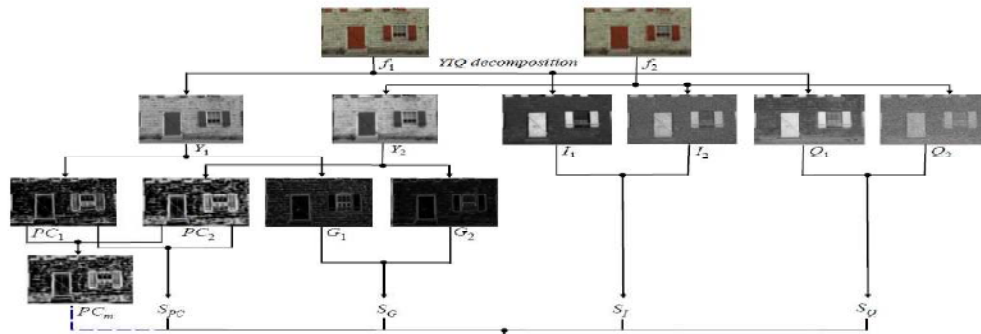 f1 f2
YIQ decomposition
Y1 Y2 I1 I2 Q1 Q2
PC1 PC2 G1 G2
PCm SPC SG SI SQ